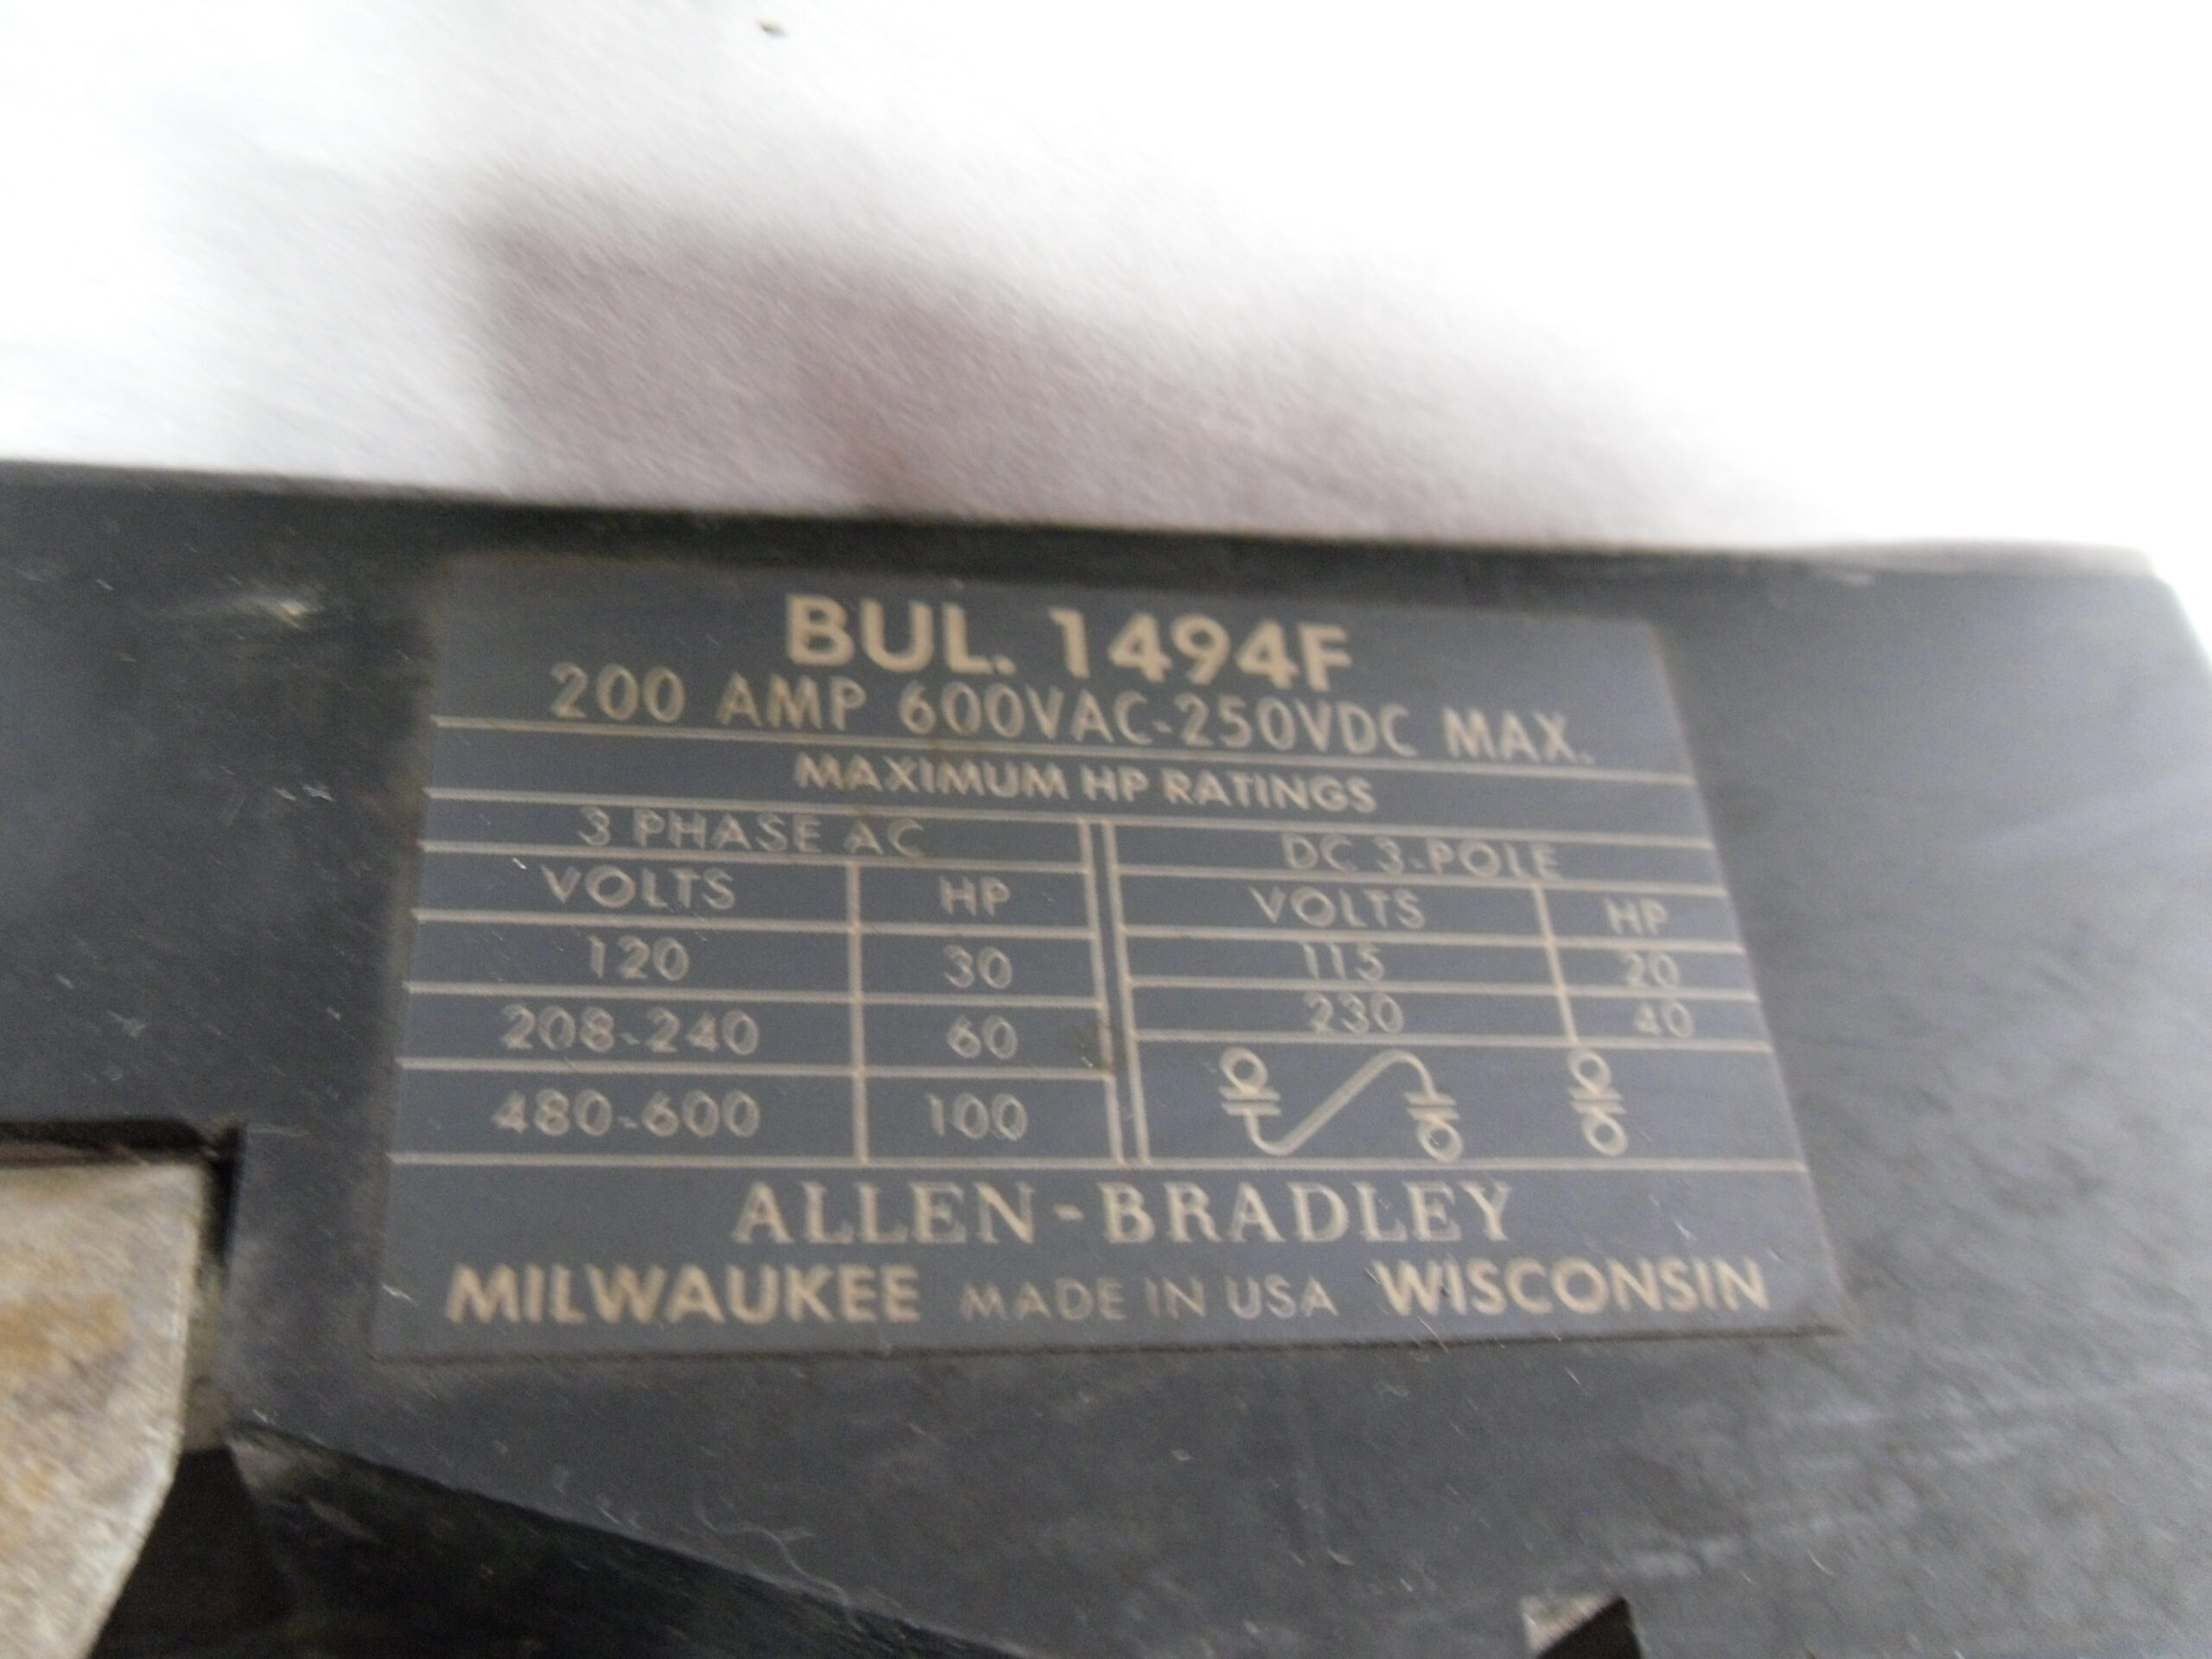 BUL. 1494F
200 AMP 600VAC-250VDC MAX.
MAXIMUM HP RATINGS
3 PHASE AC
VOLTS HP
120 30
208-240 60
480-600 100
DC 3-POLE
VOLTS HP
115 20
230 40
ALLEN-BRADLEY
MILWAUKEE MADE IN USA WISCONSIN